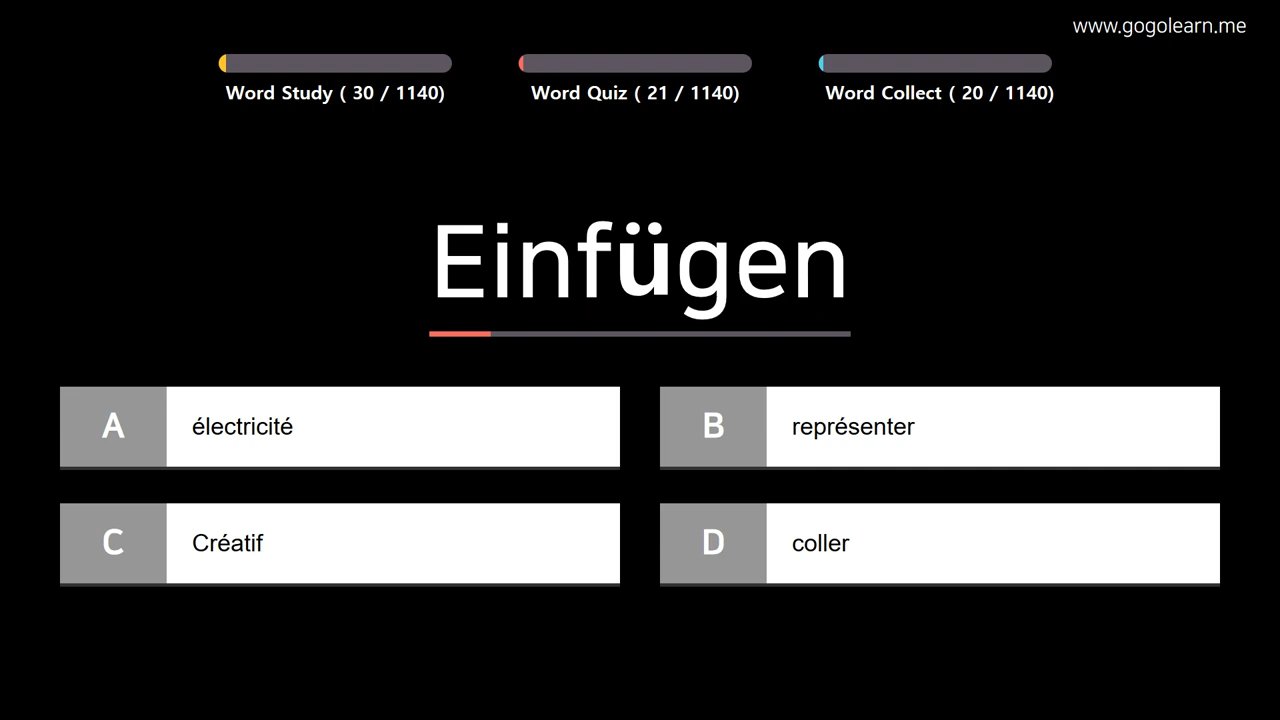 www.gogolearn.me
Word Study ( 30 / 1140)
Word Quiz ( 21 / 1140)
Word Collect ( 20 / 1140)
Einfügen
A électricité
B représenter
C Créatif
D coller